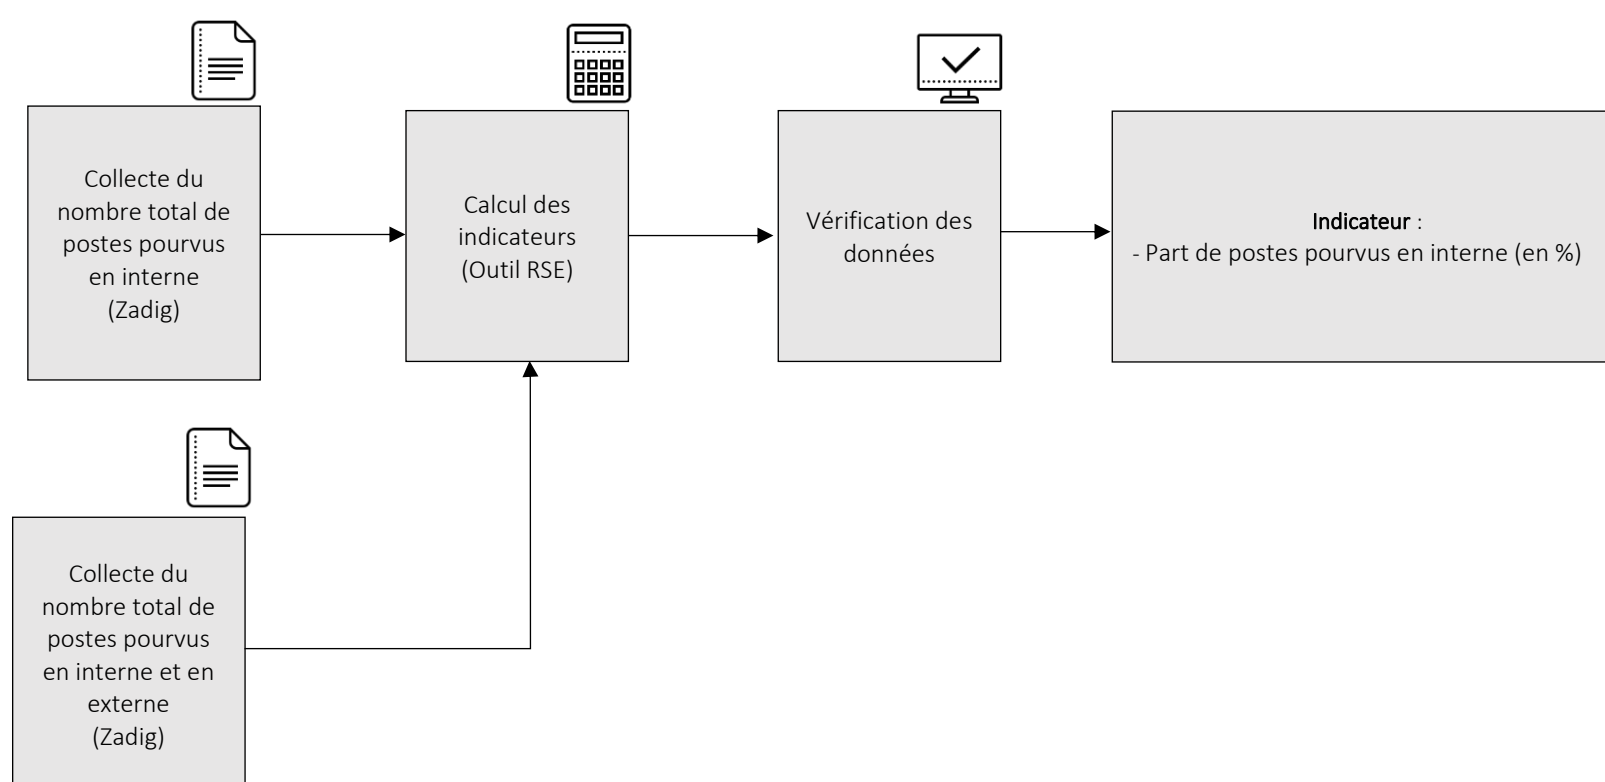 Collecte du
nombre total de
postes pourvus
en interne
(Zadig)
Calcul des
indicateurs
(Outil RSE)
Vérification des
données
Indicateur :
- Part de postes pourvus en interne (en %)
Collecte du
nombre total de
postes pourvus
en interne et en
externe
(Zadig)